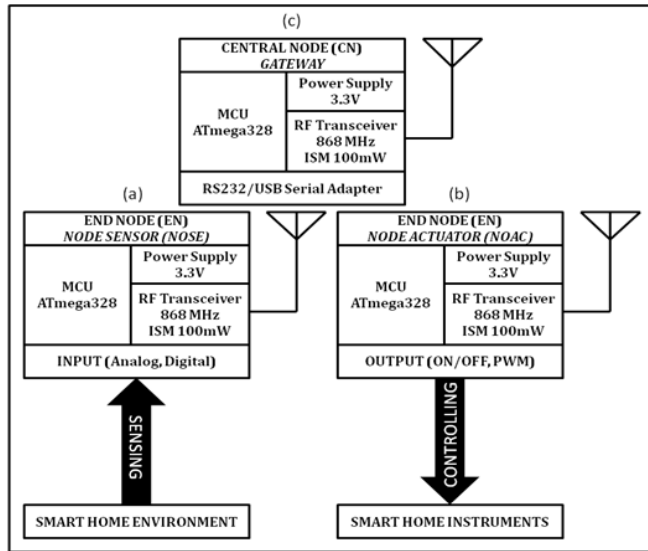 (c)
CENTRAL NODE (CN)
GATEWAY
MCU
ATmega328
Power Supply
3.3V
RF Transceiver
868 MHz
ISM 100mW
RS232/USB Serial Adapter
(a)
END NODE (EN)
NODE SENSOR (NOSE)
MCU
ATmega328
Power Supply
3.3V
RF Transceiver
868 MHz
ISM 100mW
INPUT (Analog, Digital)
SENSING
SMART HOME ENVIRONMENT
(b)
END NODE (EN)
NODE ACTUATOR (NOAC)
MCU
ATmega328
Power Supply
3.3V
RF Transceiver
868 MHz
ISM 100mW
OUTPUT (ON/OFF, PWM)
CONTROLLING
SMART HOME INSTRUMENTS